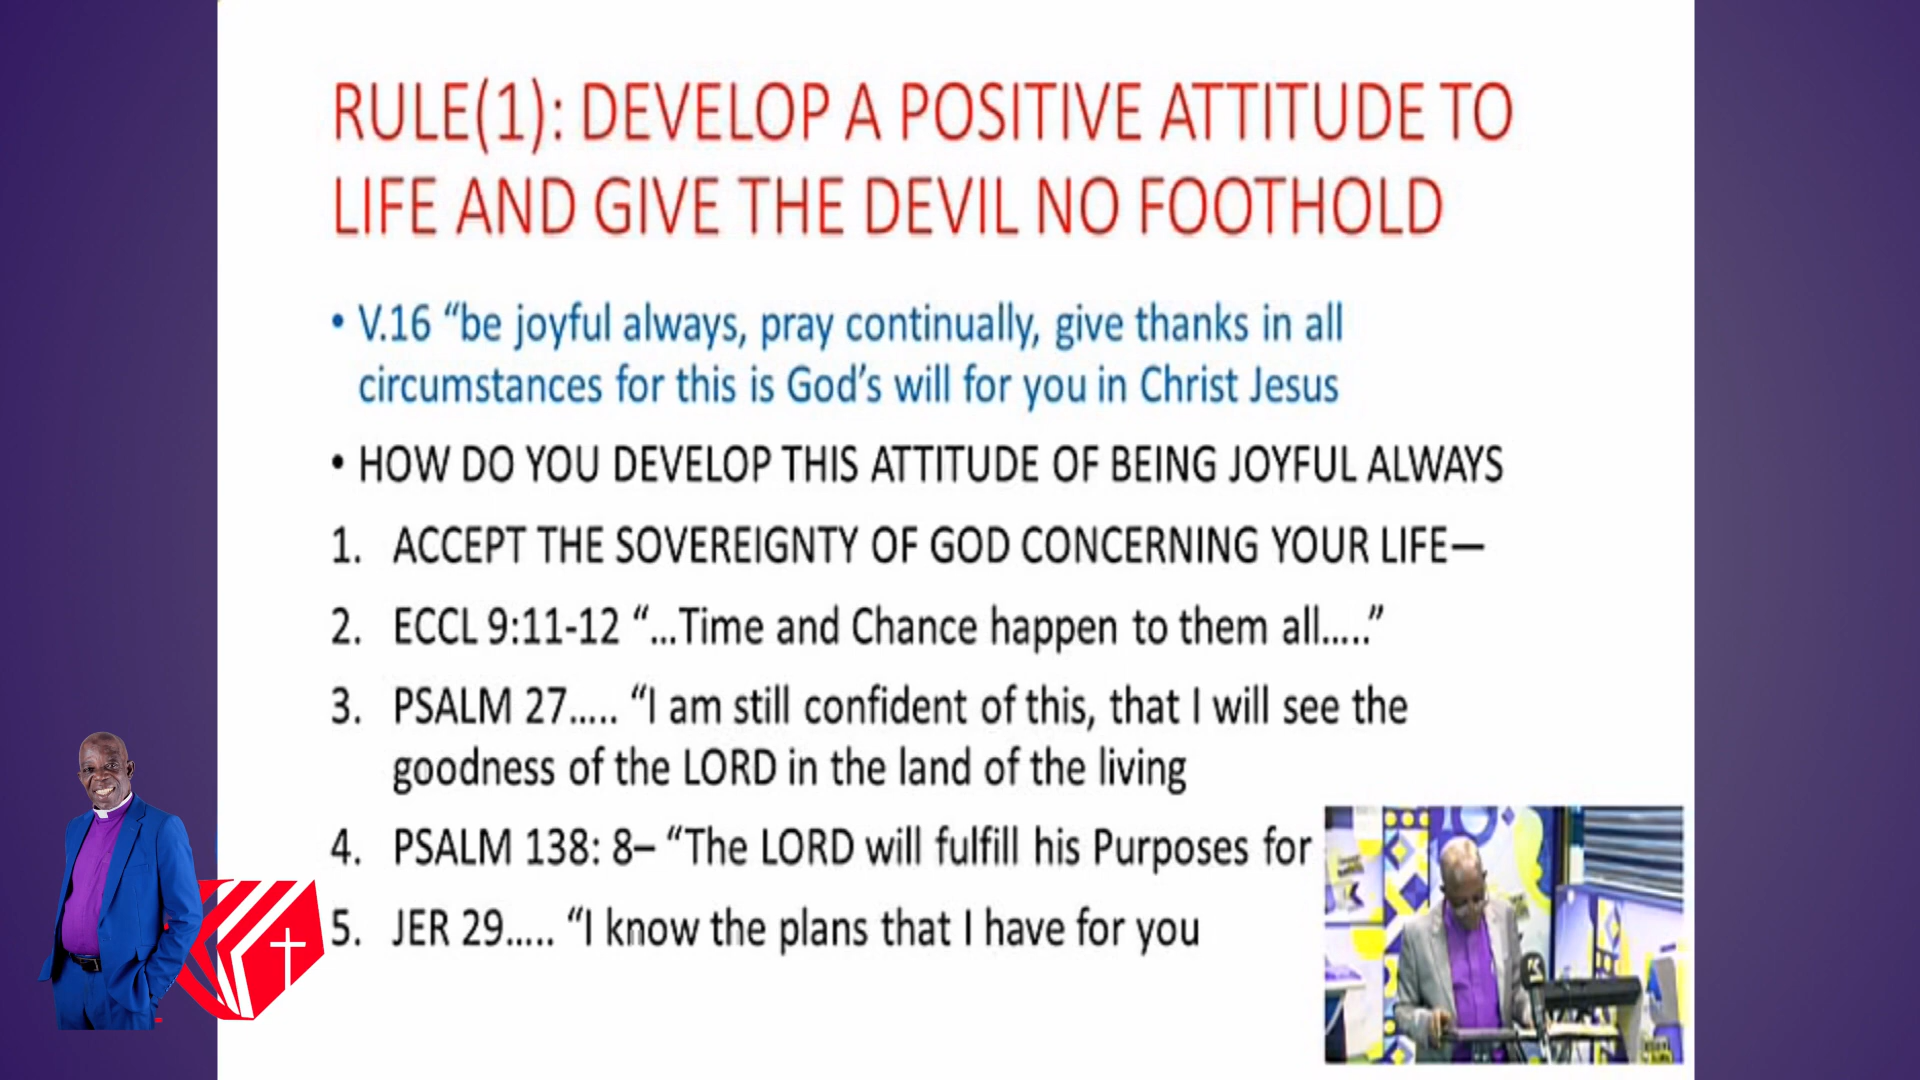 RULE(1): DEVELOP A POSITIVE ATTITUDE TO
LIFE AND GIVE THE DEVIL NO FOOTHOLD
• V.16 “be joyful always, pray continually, give thanks in all
circumstances for this is God’s will for you in Christ Jesus
• HOW DO YOU DEVELOP THIS ATTITUDE OF BEING JOYFUL ALWAYS
1. ACCEPT THE SOVEREIGNTY OF GOD CONCERNING YOUR LIFE—
2. ECCL 9:11-12 “...Time and Chance happen to them all.....”
3. PSALM 27..... “I am still confident of this, that I will see the
goodness of the LORD in the land of the living
4. PSALM 138: 8– “The LORD will fulfill his Purposes for
5. JER 29..... “I know the plans that I have for you